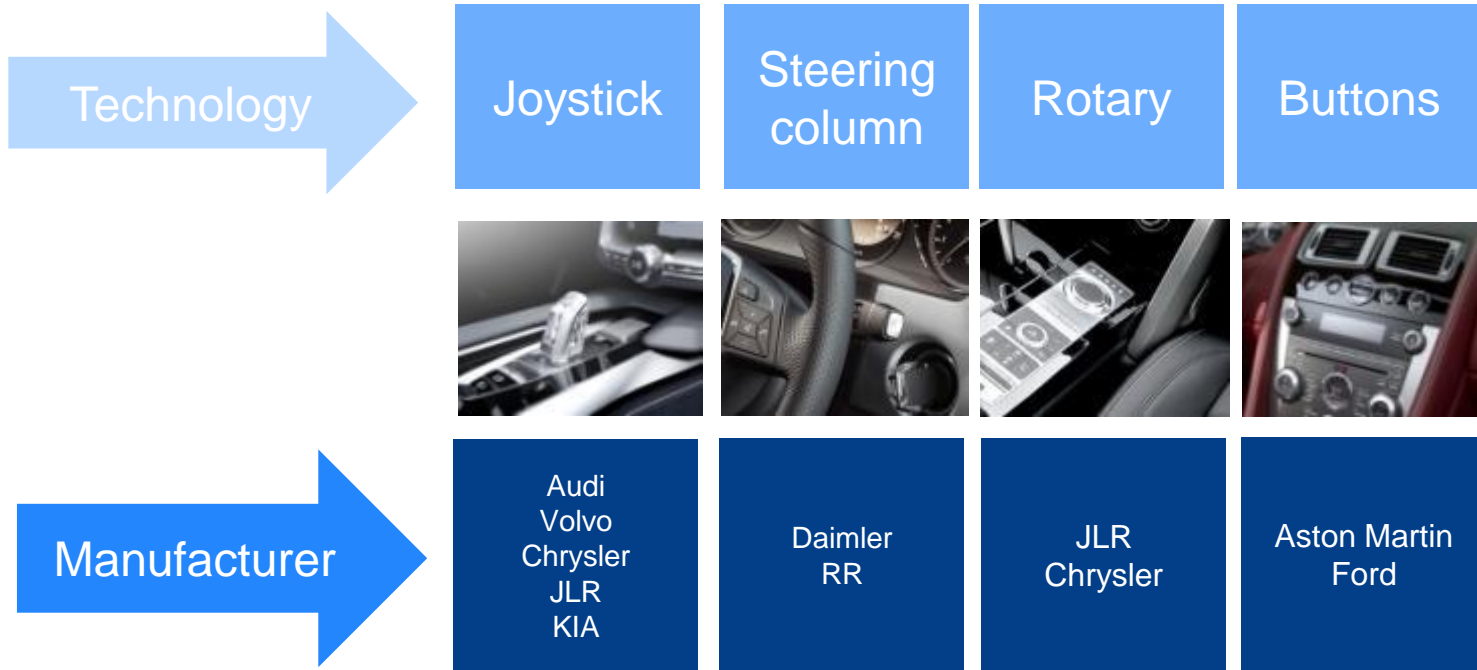 Technology
Joystick
Steering
column
Rotary
Buttons
Manufacturer
Audi
Volvo
Chrysler
JLR
KIA
Daimler
RR
JLR
Chrysler
Aston Martin
Ford